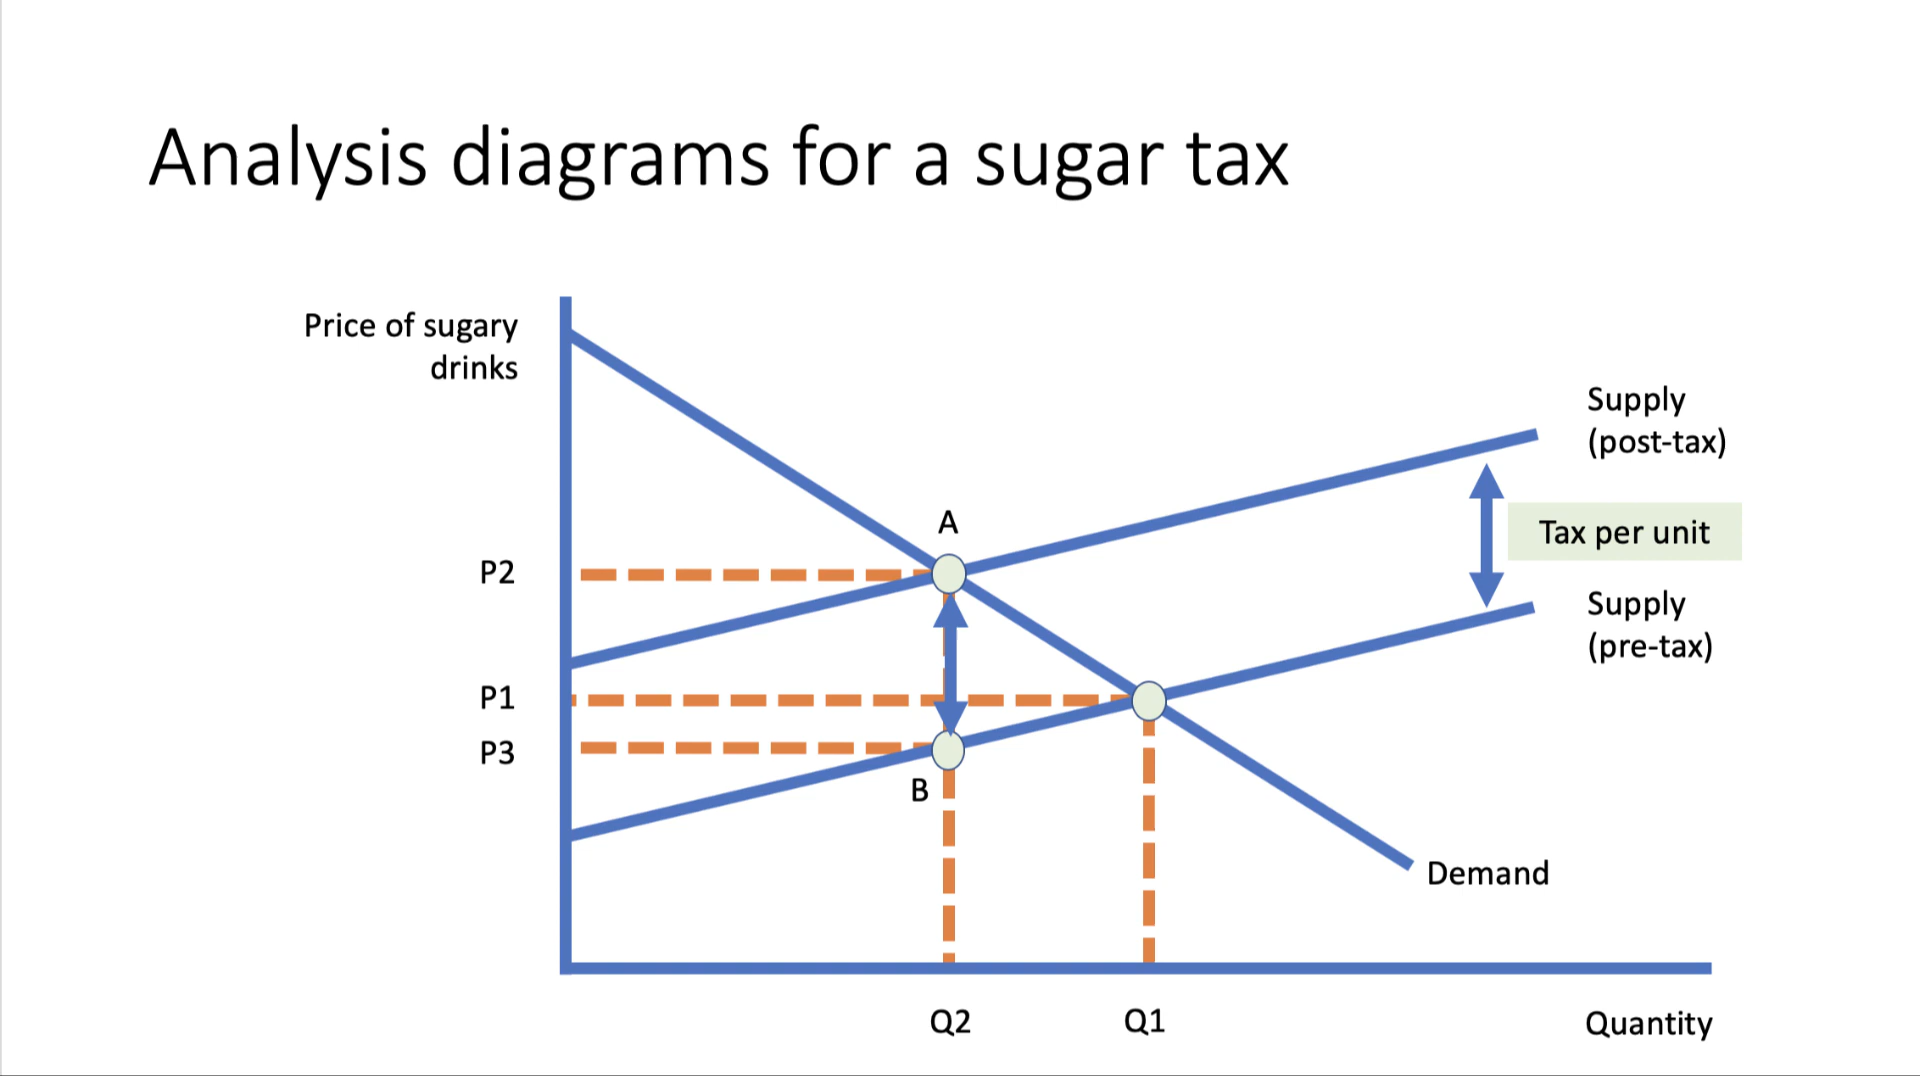 Analysis diagrams for a sugar tax
Price of sugary
drinks
Supply
(post-tax)
A
Tax per unit
P2
Supply
(pre-tax)
P1
P3
B
Demand
Q2
Q1
Quantity